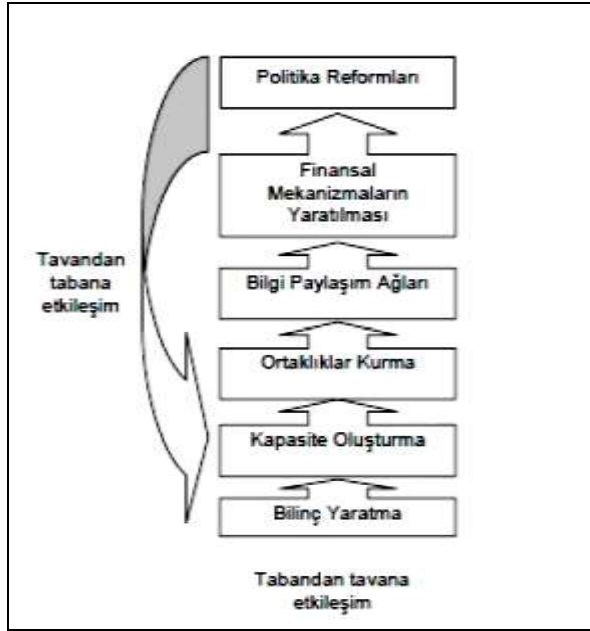 Politika Reformları
Finansal
Mekanizmaların
Yaratılması
Tavandan
tabana
etkileşim
Bilgi Paylaşım Ağları
Ortaklıklar Kurma
Kapasite Oluşturma
Bilinç Yaratma
Tabandan tavana
etkileşim